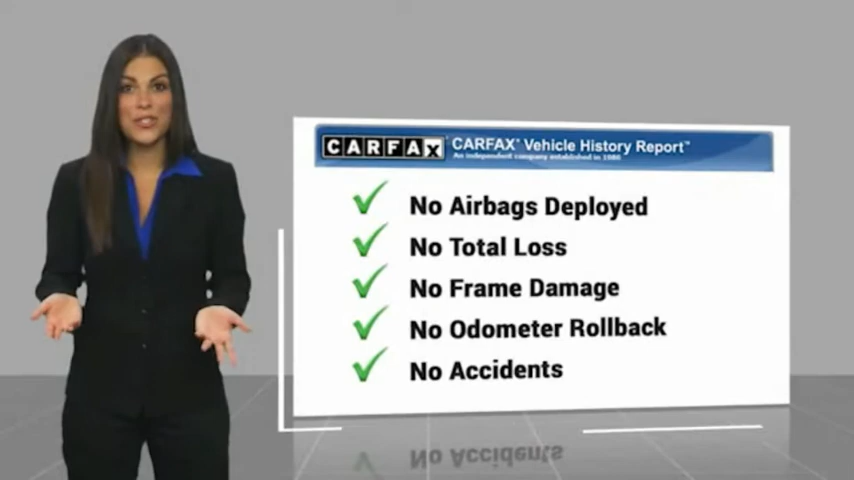 CARFAX CARFAX® Vehicle History Report™
An independent company established in 1986
No Airbags Deployed
No Total Loss
No Frame Damage
No Odometer Rollback
No Accidents
No Accidents